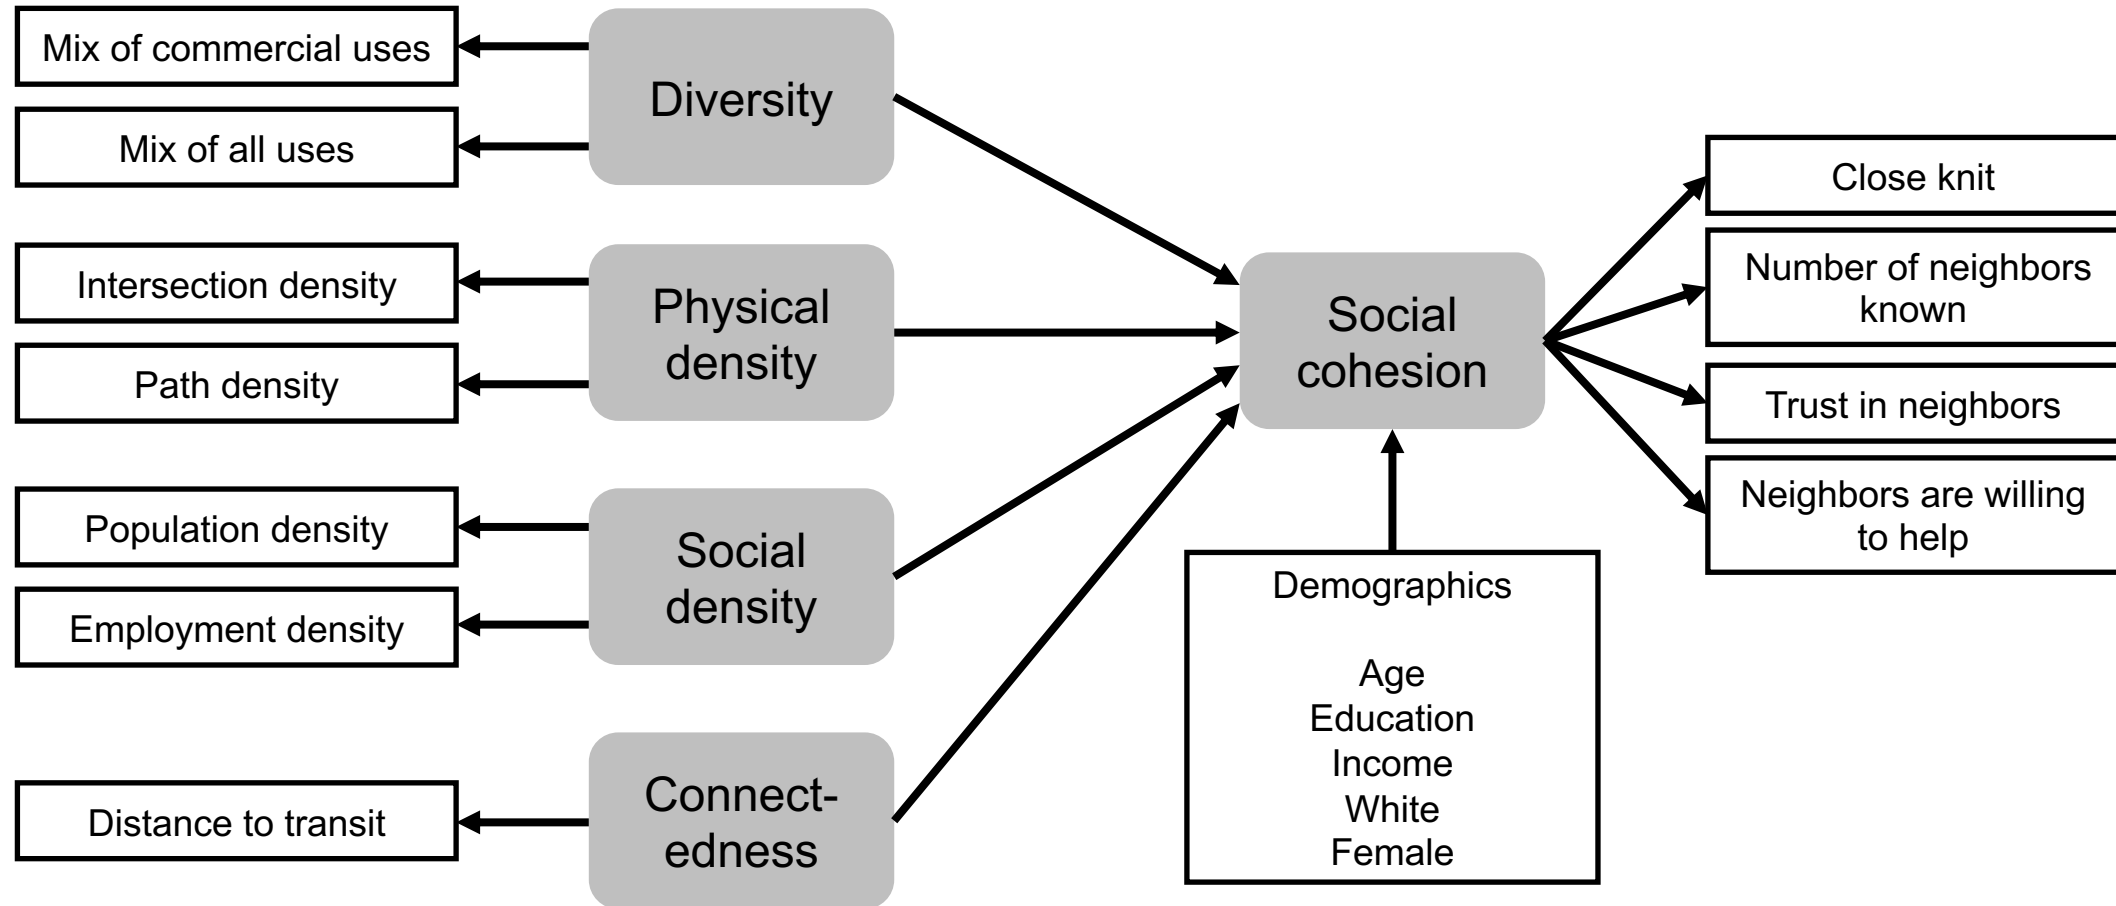 Mix of commercial uses
Mix of all uses
Diversity
Intersection density
Path density
Physical
density
Population density
Employment density
Social
density
Distance to transit
Connect-
edness
Social
cohesion
Demographics
Age
Education
Income
White
Female
Close knit
Number of neighbors
known
Trust in neighbors
Neighbors are willing
to help